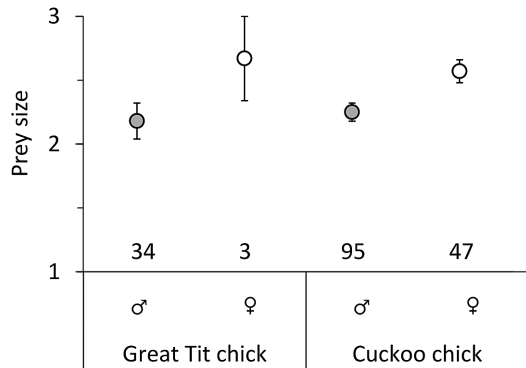 3
Prey size
2
34 3 95 47
1
♂ ♀ ♂ ♀
Great Tit chick Cuckoo chick